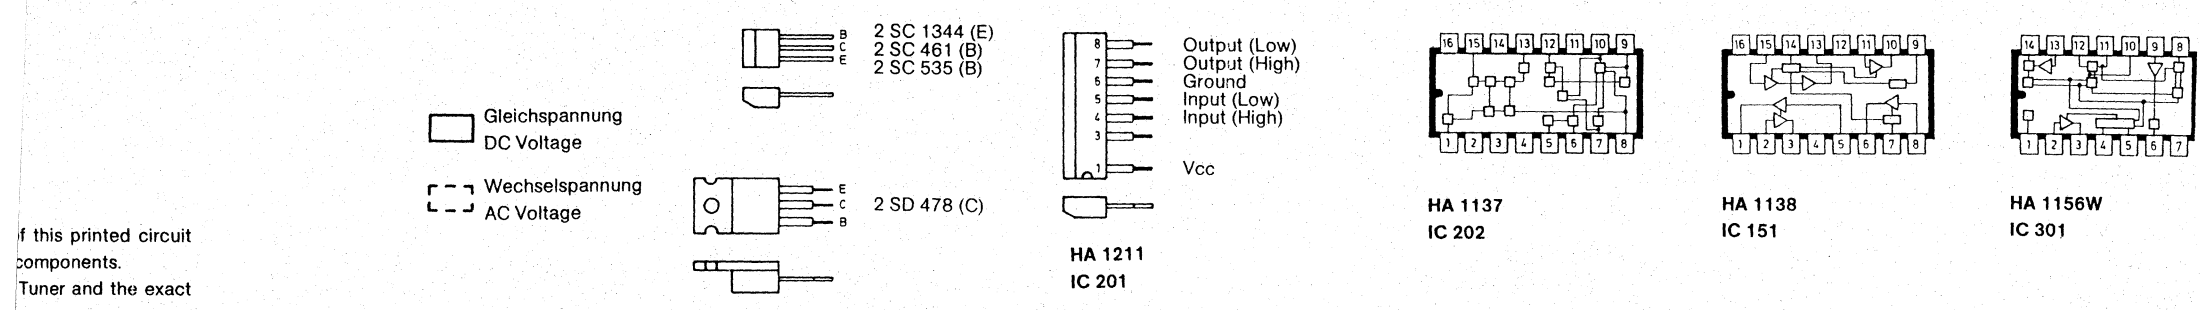 f this printed circuit
components.
Tuner and the exact
Gleichspannung
DC Voltage
Wechselspannung
AC Voltage
B
C
E
2 SC 1344 (E)
2 SC 461 (B)
2 SC 535 (B)
E
C
B
2 SD 478 (C)
8 Output (Low)
7 Output (High)
6 Ground
5 Input (Low)
4 Input (High)
3
1 Vcc
HA 1211
IC 201
16 15 14 13 12 11 10 9
1 2 3 4 5 6 7 8
HA 1137
IC 202
16 15 14 13 12 11 10 9
1 2 3 4 5 6 7 8
HA 1138
IC 151
14 13 12 11 10 9 8
1 2 3 4 5 6 7
HA 1156W
IC 301